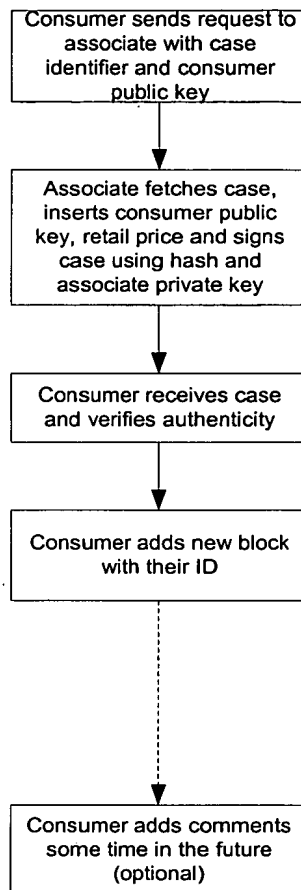 Consumer sends request to
associate with case
identifier and consumer
public key
Associate fetches case,
inserts consumer public
key, retail price and signs
case using hash and
associate private key
Consumer receives case
and verifies authenticity
Consumer adds new block
with their ID
Consumer adds comments
some time in the future
(optional)